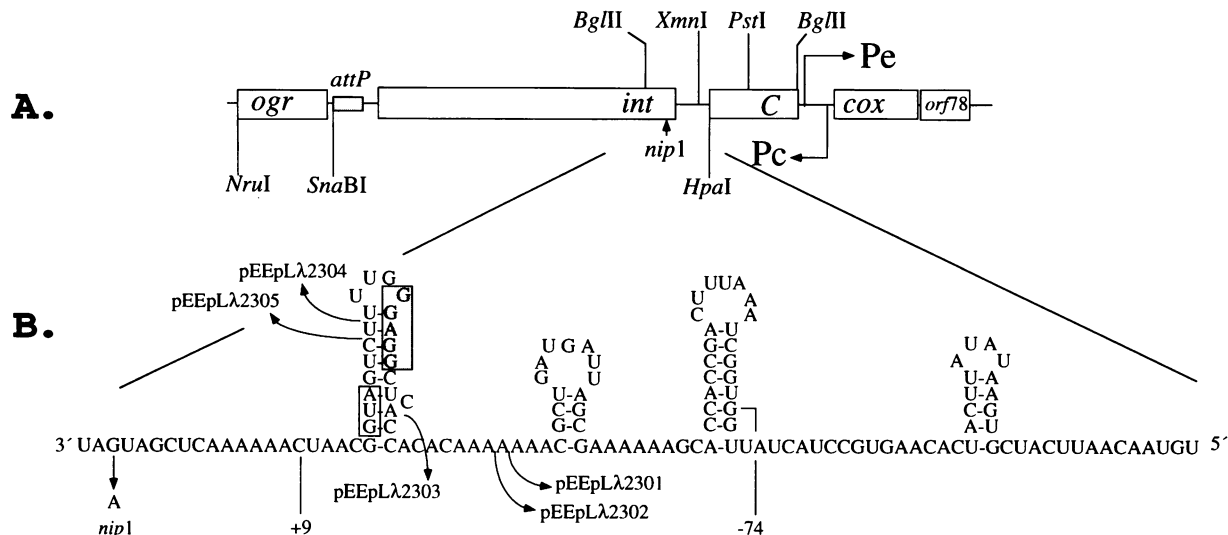 A.
BglII XmnI PstI BglII
Pe
ogr attP int C cox orf78
nip1 Pc
NruI SnaBI HpaI
B.
pEEpLλ2304
pEEpLλ2305
3´ UAGUAGCUCAAAAAACUAACG-CACACAAAAAAAC-GAAAAAAGCA-UUAUCAUCCGUGAACACU-GCUACUUAACAAUGU 5´
pEEpLλ2303
pEEpLλ2301
pEEpLλ2302
A
nip1 +9 -74